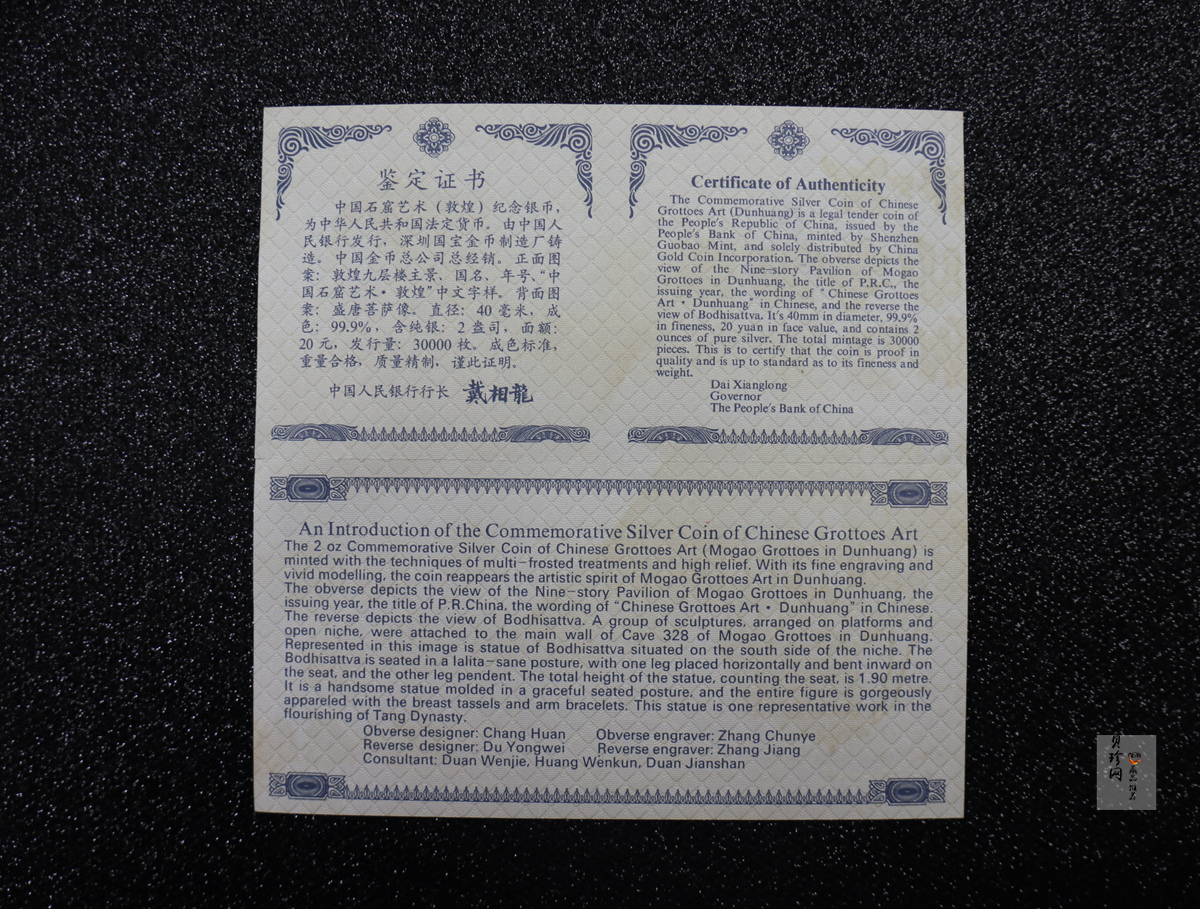 鉴定证书
中国石窟艺术（敦煌）纪念银币，
为中华人民共和国法定货币。由中国人
民银行发行，深圳国宝金币制造厂铸
造。中国金币总公司总经销。正面图
案：敦煌九层楼主景、国名、年号、“中
国石窟艺术·敦煌”中文字样。背面图
案：盛唐菩萨像。直径：40 毫米，成
色：99.9%，含纯银：2 盎司，面额：
20 元，发行量：30000 枚。成色标准，
重量合格，质量精制，谨此证明。
中国人民银行行长 戴相龍
Certificate of Authenticity
The Commemorative Silver Coin of Chinese
Grottoes Art (Dunhuang) is a legal tender coin of
the People's Republic of China, issued by the
People's Bank of China, minted by Shenzhen
Guobao Mint, and solely distributed by China
Gold Coin Incorporation. The obverse depicts the
view of the Nine-story Pavilion of Mogao
Grottoes in Dunhuang, the title of P.R.C., the
issuing year, the wording of "Chinese Grottoes
Art · Dunhuang" in Chinese, and the reverse the
view of Bodhisattva. It's 40mm in diameter, 99.9%
in fineness, 20 yuan in face value, and contains 2
ounces of pure silver. The total mintage is 30000
pieces. This is to certify that the coin is proof in
quality and is up to standard as to its fineness and
weight.
Dai Xianglong
Governor
The People's Bank of China
An Introduction of the Commemorative Silver Coin of Chinese Grottoes Art
The 2 oz Commemorative Silver Coin of Chinese Grottoes Art (Mogao Grottoes in Dunhuang) is
minted with the techniques of multi-frosted treatments and high relief. With its fine engraving and
vivid modelling, the coin reappears the artistic spirit of Mogao Grottoes Art in Dunhuang.
The obverse depicts the view of the Nine-story Pavilion of Mogao Grottoes in Dunhuang, the
issuing year, the title of P.R.China, the wording of "Chinese Grottoes Art · Dunhuang" in Chinese.
The reverse depicts the view of Bodhisattva. A group of sculptures, arranged on platforms and
open niche, were attached to the main wall of Cave 328 of Mogao Grottoes in Dunhuang.
Represented in this image is statue of Bodhisattva situated on the south side of the niche. The
Bodhisattva is seated in a lalita-sane posture, with one leg placed horizontally and bent inward on
the seat, and the other leg pendent. The total height of the statue, counting the seat, is 1.90 metre.
It is a handsome statue molded in a graceful seated posture, and the entire figure is gorgeously
appareled with the breast tassels and arm bracelets. This statue is one representative work in the
flourishing of Tang Dynasty.
Obverse designer: Chang Huan Obverse engraver: Zhang Chunye
Reverse designer: Du Yongwei Reverse engraver: Zhang Jiang
Consultant: Duan Wenjie, Huang Wenkun, Duan Jianshan
贝珍网